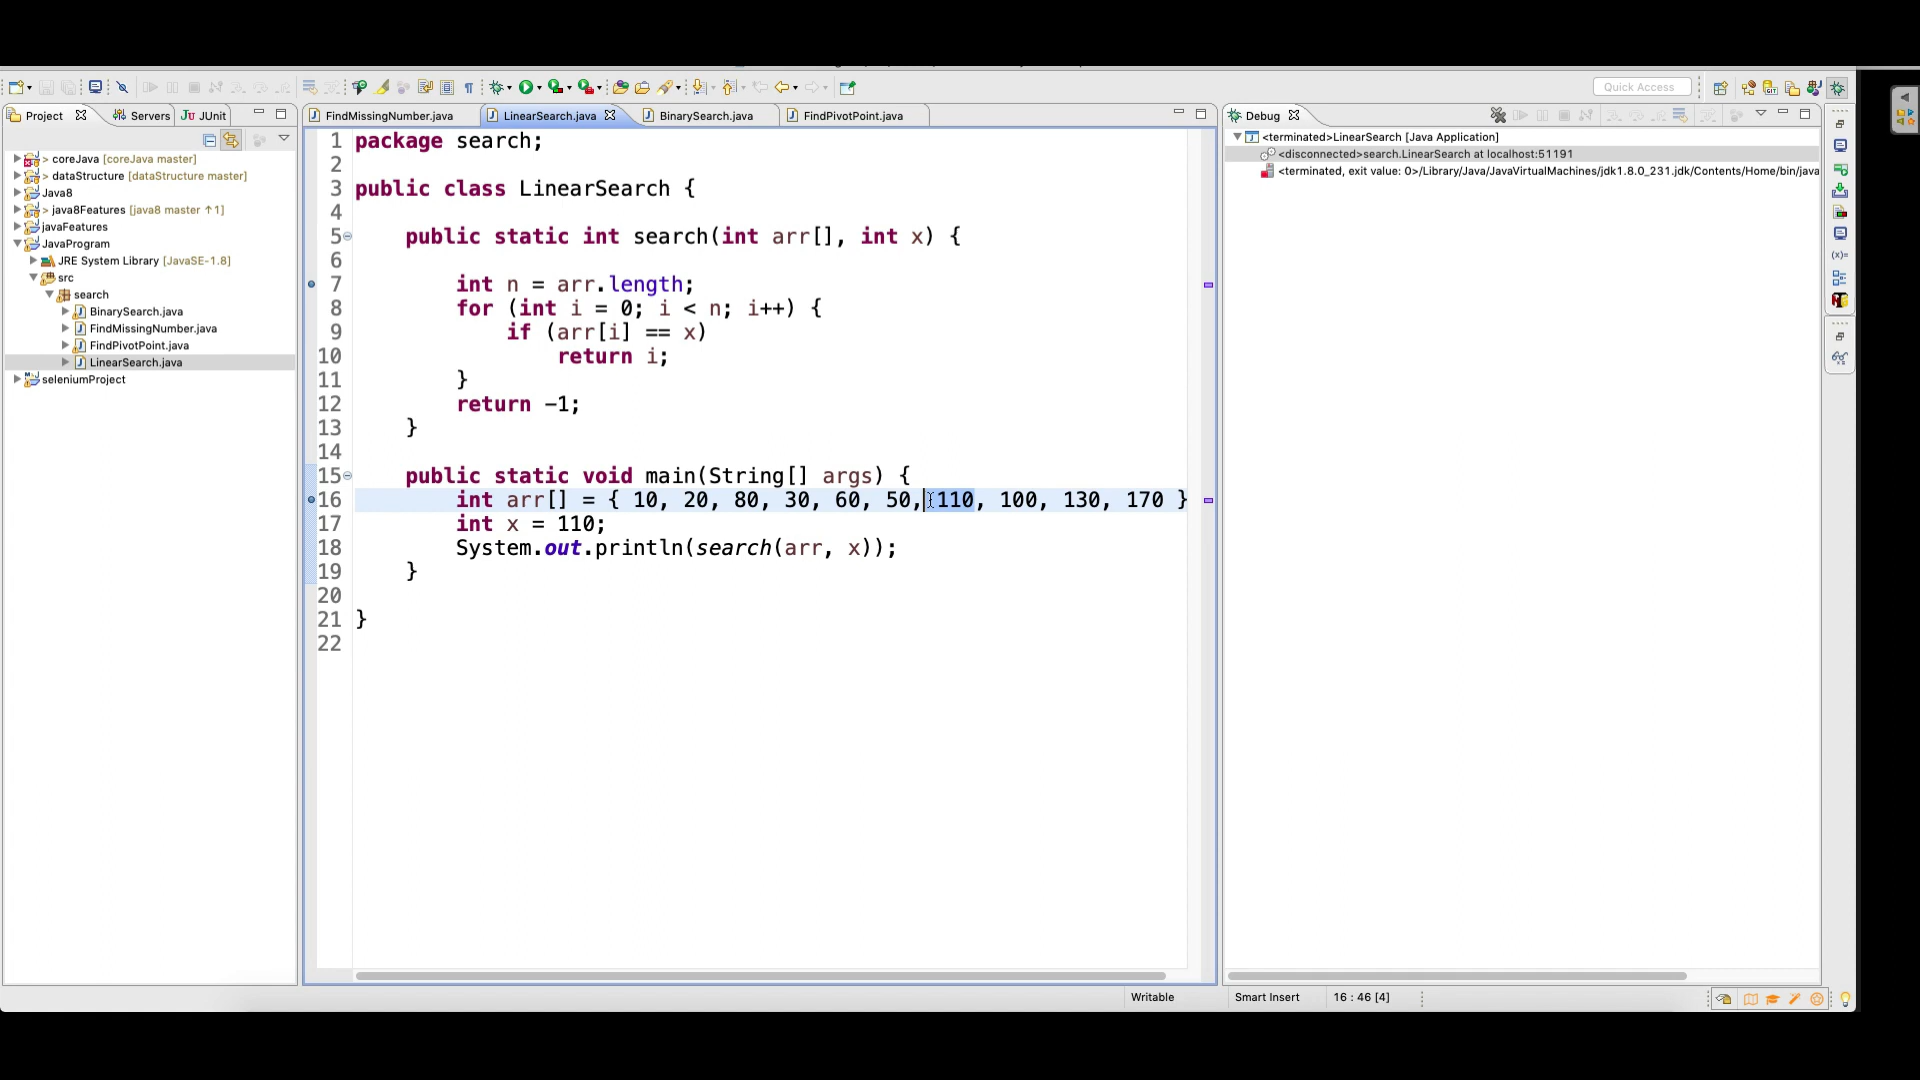 Quick Access
Project
Servers
JUnit
> coreJava [coreJava master]
> dataStructure [dataStructure master]
Java8
> java8Features [java8 master ↑1]
javaFeatures
JavaProgram
JRE System Library [JavaSE-1.8]
src
search
BinarySearch.java
FindMissingNumber.java
FindPivotPoint.java
LinearSearch.java
seleniumProject
FindMissingNumber.java
LinearSearch.java
BinarySearch.java
FindPivotPoint.java
1 package search;
2
3 public class LinearSearch {
4
5 public static int search(int arr[], int x) {
6
7 int n = arr.length;
8 for (int i = 0; i < n; i++) {
9 if (arr[i] == x)
10 return i;
11 }
12 return -1;
13 }
14
15 public static void main(String[] args) {
16 int arr[] = { 10, 20, 80, 30, 60, 50, 110, 100, 130, 170 }
17 int x = 110;
18 System.out.println(search(arr, x));
19 }
20
21 }
22
Debug
<terminated>LinearSearch [Java Application]
<disconnected>search.LinearSearch at localhost:51191
<terminated, exit value: 0>/Library/Java/JavaVirtualMachines/jdk1.8.0_231.jdk/Contents/Home/bin/java
(x)=
Writable
Smart Insert
16 : 46 [4]